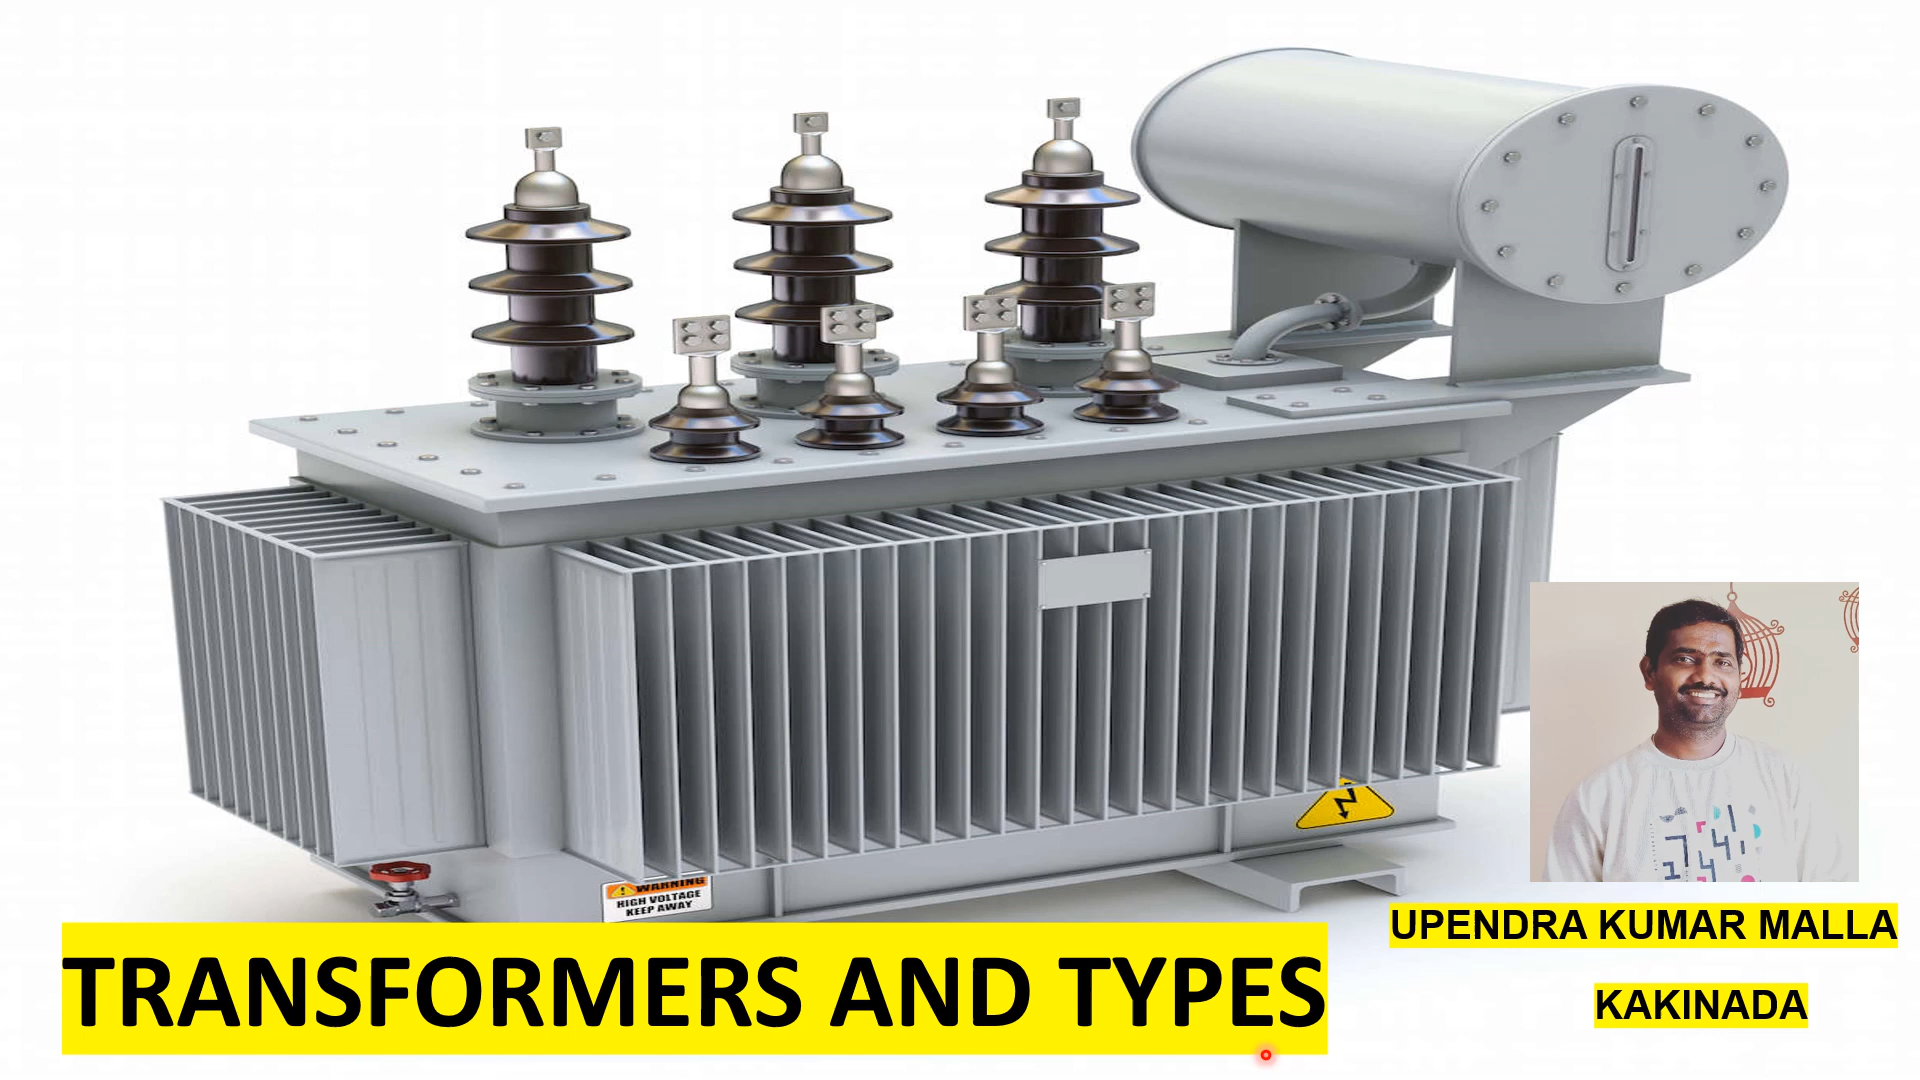 WARNING
HIGH VOLTAGE
KEEP AWAY
UPENDRA KUMAR MALLA
TRANSFORMERS AND TYPES
KAKINADA